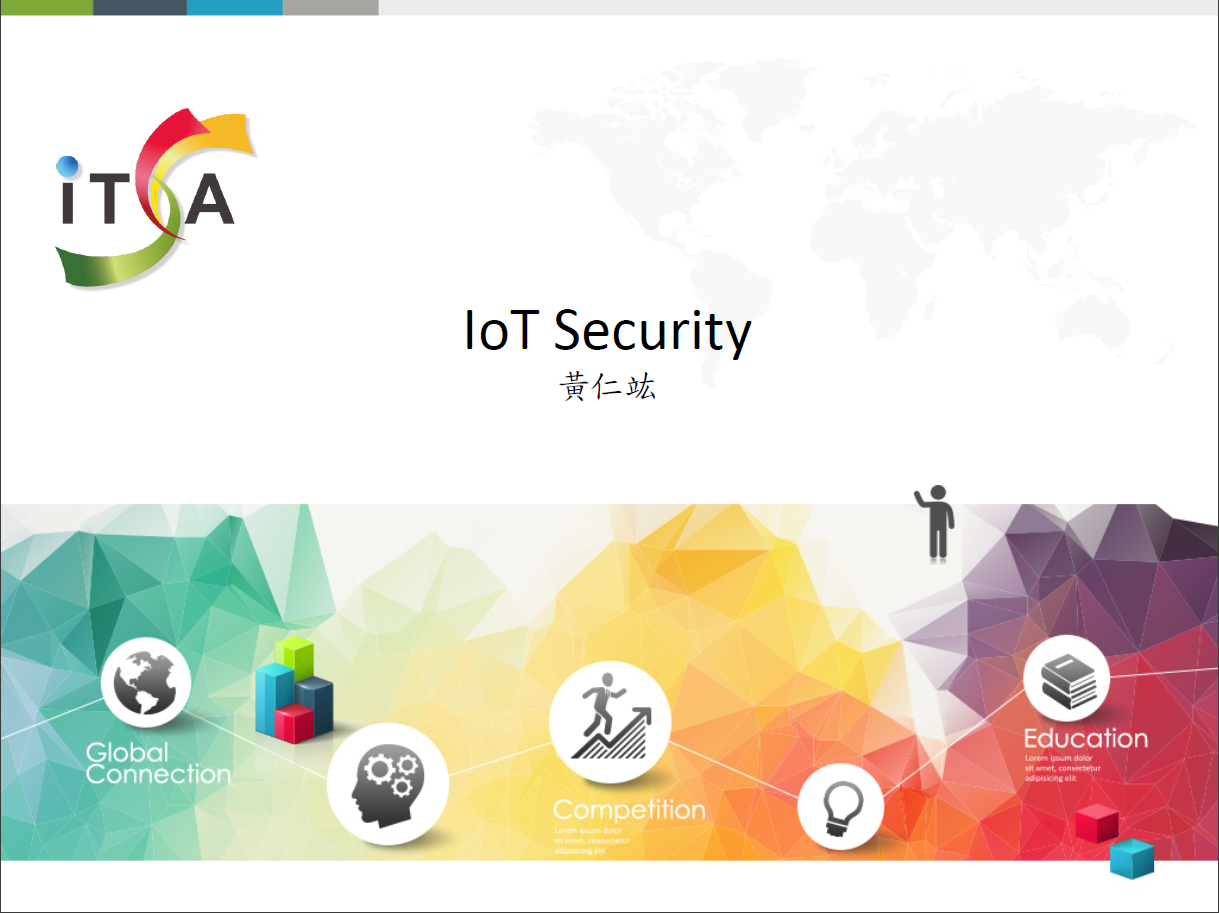 iTSA
IoT Security
黃仁竑
Global
Connection
Competition
Lorem ipsum dolor
sit amet, consectetur
adipisicing elit
Education
Lorem ipsum dolor
sit amet, consectetur
adipisicing elit